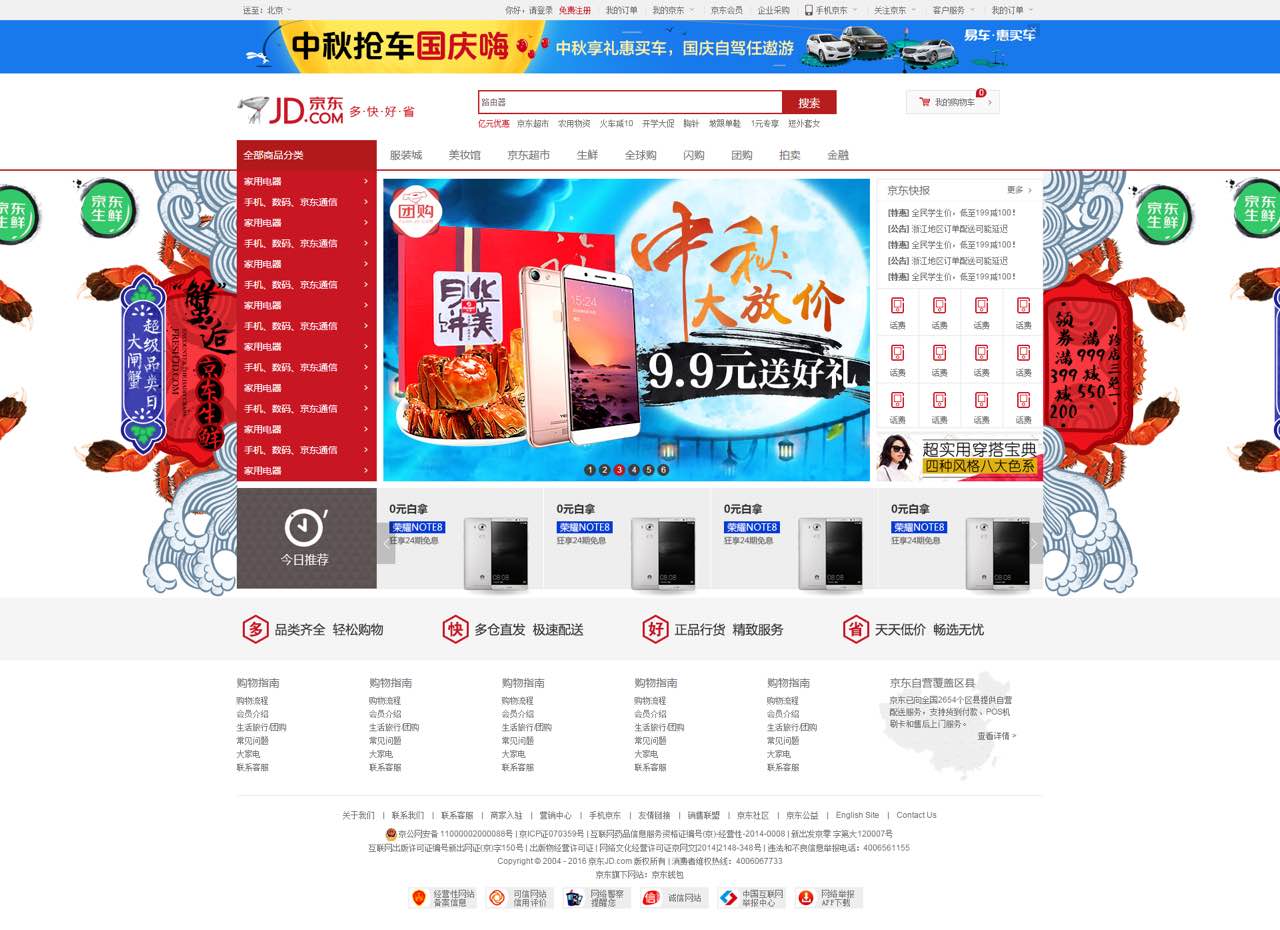 送至：北京
你好，请登录 免费注册 我的订单 我的京东 京东会员 企业采购 手机京东 关注京东 客户服务 我的订单
中秋抢车国庆嗨 中秋享礼惠买车，国庆自驾任遨游 易车·惠买车
JD.COM 京东 多·快·好·省
路由器 搜索
0
我的购物车 >
亿元优惠 京东超市 农用物资 火车减10 开学大促 胸针 坡跟单鞋 1元专享 短外套女
全部商品分类 服装城 美妆馆 京东超市 生鲜 全球购 闪购 团购 拍卖 金融
家用电器 >
手机、数码、京东通信 >
家用电器 >
手机、数码、京东通信 >
家用电器 >
手机、数码、京东通信 >
家用电器 >
手机、数码、京东通信 >
家用电器 >
手机、数码、京东通信 >
家用电器 >
手机、数码、京东通信 >
家用电器 >
手机、数码、京东通信 >
家用电器 >
京东生鲜
京东生鲜
超级品类日
大闸蟹
“蟹”逅
京东生鲜
FRESH.JD.COM
团购
月华井美
15:24
中秋
大放价
9.9元送好礼
1 2 3 4 5 6
京东快报 更多 >
[特惠] 全民学生价，低至199减100！
[公告] 浙江地区订单配送可能延迟
[特惠] 全民学生价，低至199减100！
[公告] 浙江地区订单配送可能延迟
[特惠] 全民学生价，低至199减100！
话费 话费 话费 话费
话费 话费 话费 话费
话费 话费 话费 话费
超实用穿搭宝典
四种风格八大色系
京东生鲜
京东生鲜
跨店三免一
满999减550
领券满399减200
今日推荐
0元白拿
荣耀NOTE8
狂享24期免息
08:08
0元白拿
荣耀NOTE8
狂享24期免息
08:08
0元白拿
荣耀NOTE8
狂享24期免息
08:08
0元白拿
荣耀NOTE8
狂享24期免息
08:08
多 品类齐全 轻松购物
快 多仓直发 极速配送
好 正品行货 精致服务
省 天天低价 畅选无忧
购物指南
购物流程
会员介绍
生活旅行/团购
常见问题
大家电
联系客服
购物指南
购物流程
会员介绍
生活旅行/团购
常见问题
大家电
联系客服
购物指南
购物流程
会员介绍
生活旅行/团购
常见问题
大家电
联系客服
购物指南
购物流程
会员介绍
生活旅行/团购
常见问题
大家电
联系客服
购物指南
购物流程
会员介绍
生活旅行/团购
常见问题
大家电
联系客服
京东自营覆盖区县
京东已向全国2654个区县提供自营
配送服务，支持货到付款、POS机
刷卡和售后上门服务。
查看详情 >
关于我们 | 联系我们 | 联系客服 | 商家入驻 | 营销中心 | 手机京东 | 友情链接 | 销售联盟 | 京东社区 | 京东公益 | English Site | Contact Us
京公网安备 11000002000088号 | 京ICP证070359号 | 互联网药品信息服务资格证编号(京)-经营性-2014-0008 | 新出发京零 字第大120007号
互联网出版许可证编号新出网证(京)字150号 | 出版物经营许可证 | 网络文化经营许可证京网文[2014]2148-348号 | 违法和不良信息举报电话：4006561155
Copyright © 2004 - 2016 京东JD.com 版权所有 | 消费者维权热线：4006067733
京东旗下网站：京东钱包
经营性网站
备案信息
可信网站
信用评价
网络警察
提醒您
诚信网站
中国互联网
举报中心
网络举报
APP下载